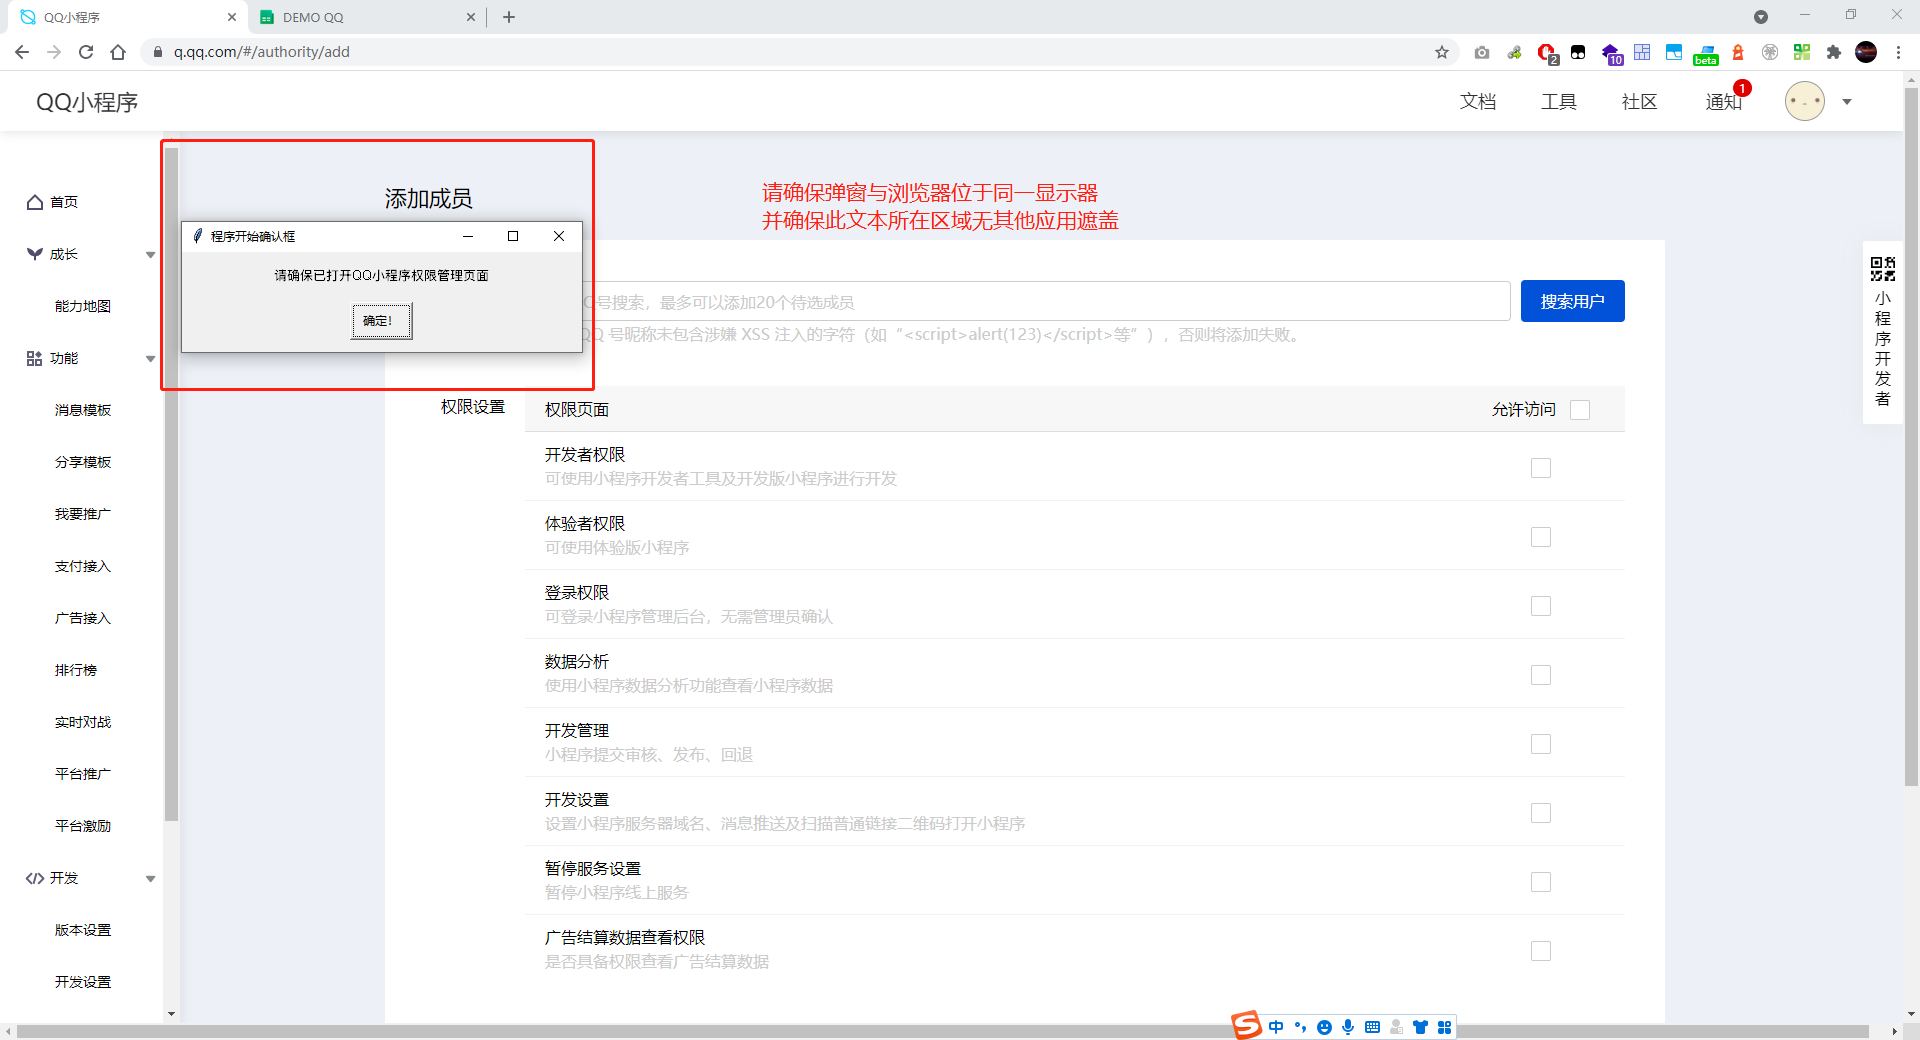 QQ小程序
DEMO QQ
q.qq.com/#/authority/add
2
10
beta
QQ小程序
文档
工具
社区
通知
1
首页
成长
能力地图
功能
消息模板
分享模板
我要推广
支付接入
广告接入
排行榜
实时对战
平台推广
平台激励
开发
版本设置
开发设置
添加成员
请确保弹窗与浏览器位于同一显示器
并确保此文本所在区域无其他应用遮盖
程序开始确认框
请确保已打开QQ小程序权限管理页面
确定！
号搜索，最多可以添加20个待选成员
搜索用户
QQ 号昵称未包含涉嫌 XSS 注入的字符（如“<script>alert(123)</script>等”），否则将添加失败。
权限设置
权限页面
允许访问
开发者权限
可使用小程序开发者工具及开发版小程序进行开发
体验者权限
可使用体验版小程序
登录权限
可登录小程序管理后台，无需管理员确认
数据分析
使用小程序数据分析功能查看小程序数据
开发管理
小程序提交审核、发布、回退
开发设置
设置小程序服务器域名、消息推送及扫描普通链接二维码打开小程序
暂停服务设置
暂停小程序线上服务
广告结算数据查看权限
是否具备权限查看广告结算数据
小程序开发者
中